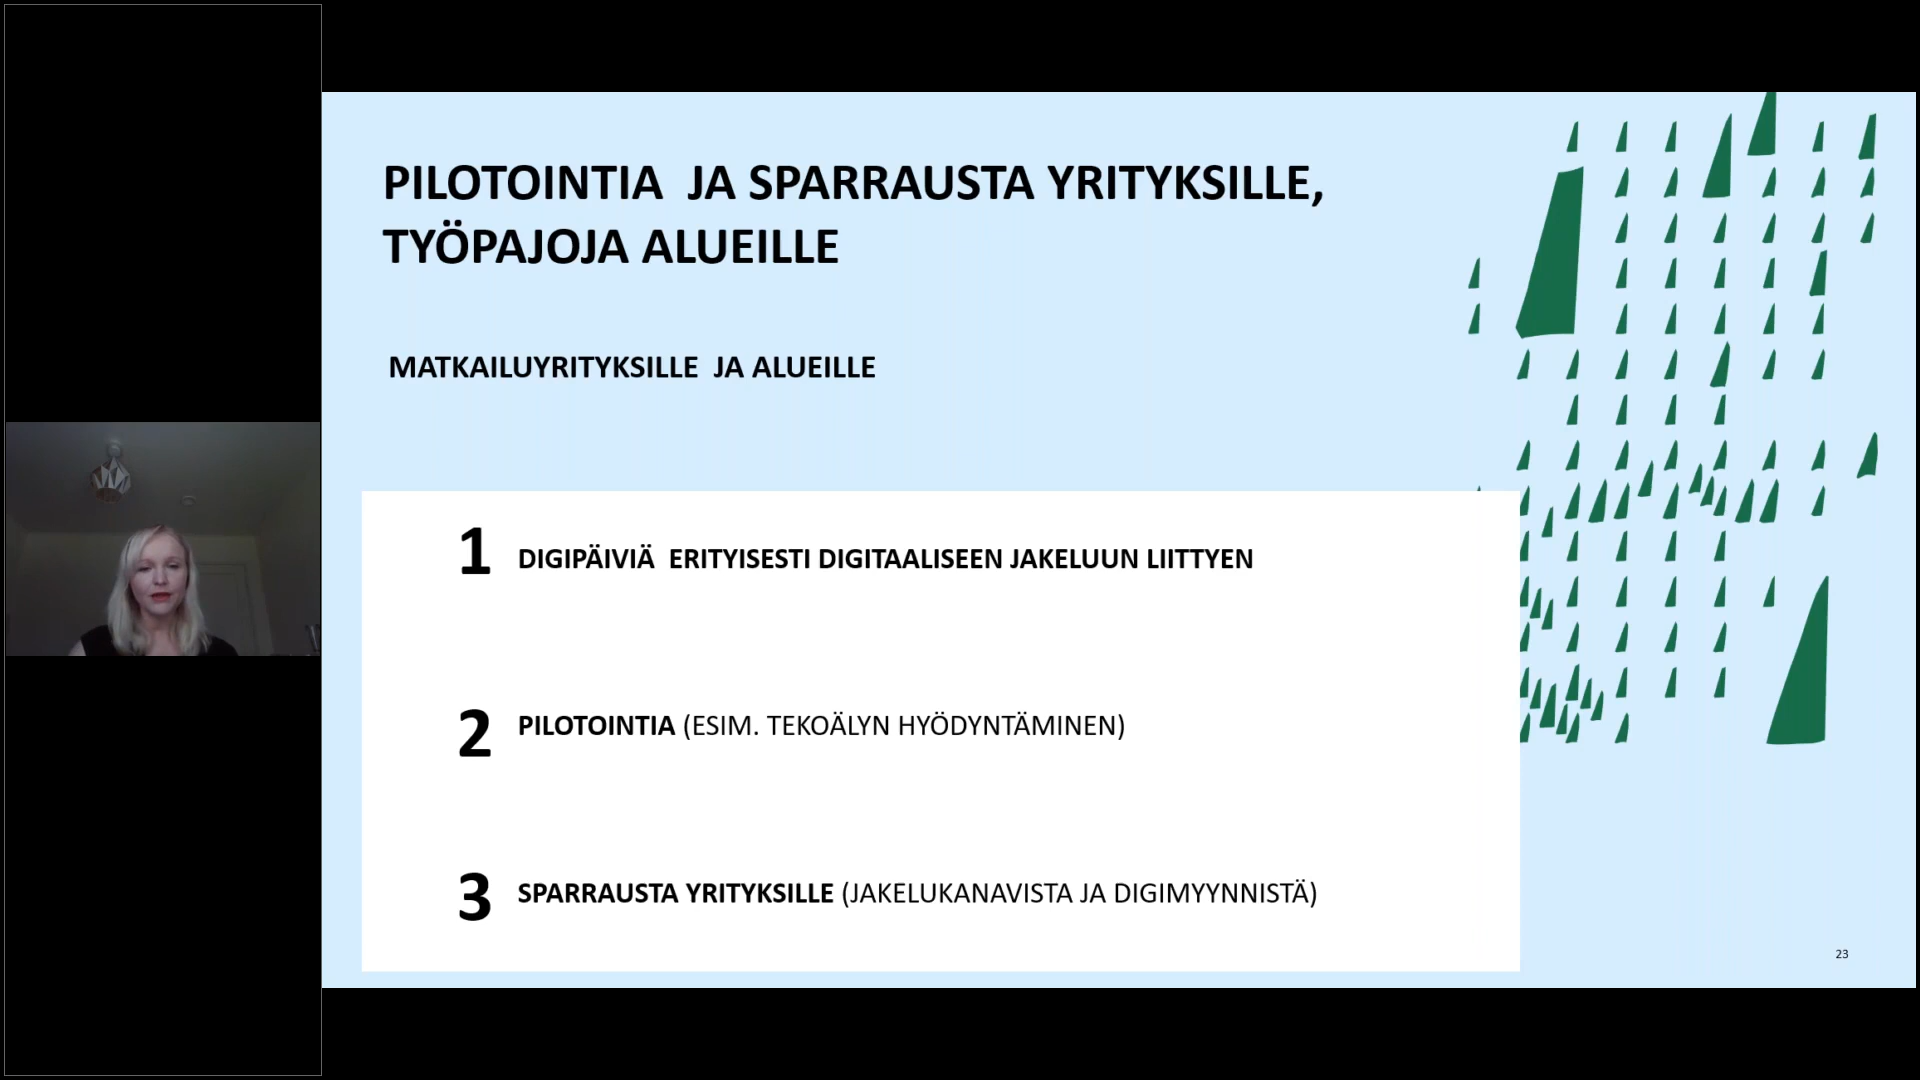 PILOTOINTIA JA SPARRAUSTA YRITYKSILLE,
TYÖPAJOJA ALUEILLE
MATKAILUYRITYKSILLE JA ALUEILLE
1 DIGIPÄIVIÄ ERITYISESTI DIGITAALISEEN JAKELUUN LIITTYEN
2 PILOTOINTIA (ESIM. TEKOÄLYN HYÖDYNTÄMINEN)
3 SPARRAUSTA YRITYKSILLE (JAKELUKANAVISTA JA DIGIMYYNNISTÄ)
23